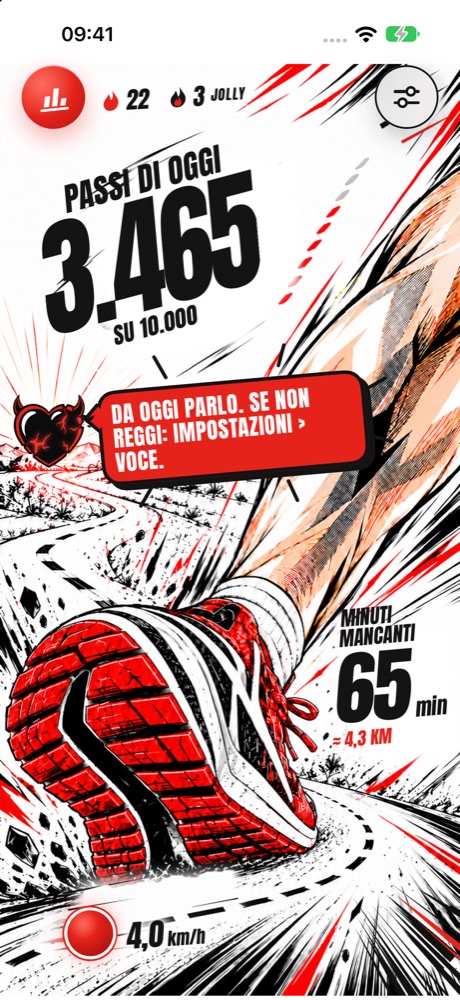 09:41
22 3 JOLLY
PASSI DI OGGI
3.465
SU 10.000
DA OGGI PARLO. SE NON
REGGI: IMPOSTAZIONI >
VOCE.
MINUTI
MANCANTI
65 min
≈ 4,3 KM
4,0 km/h